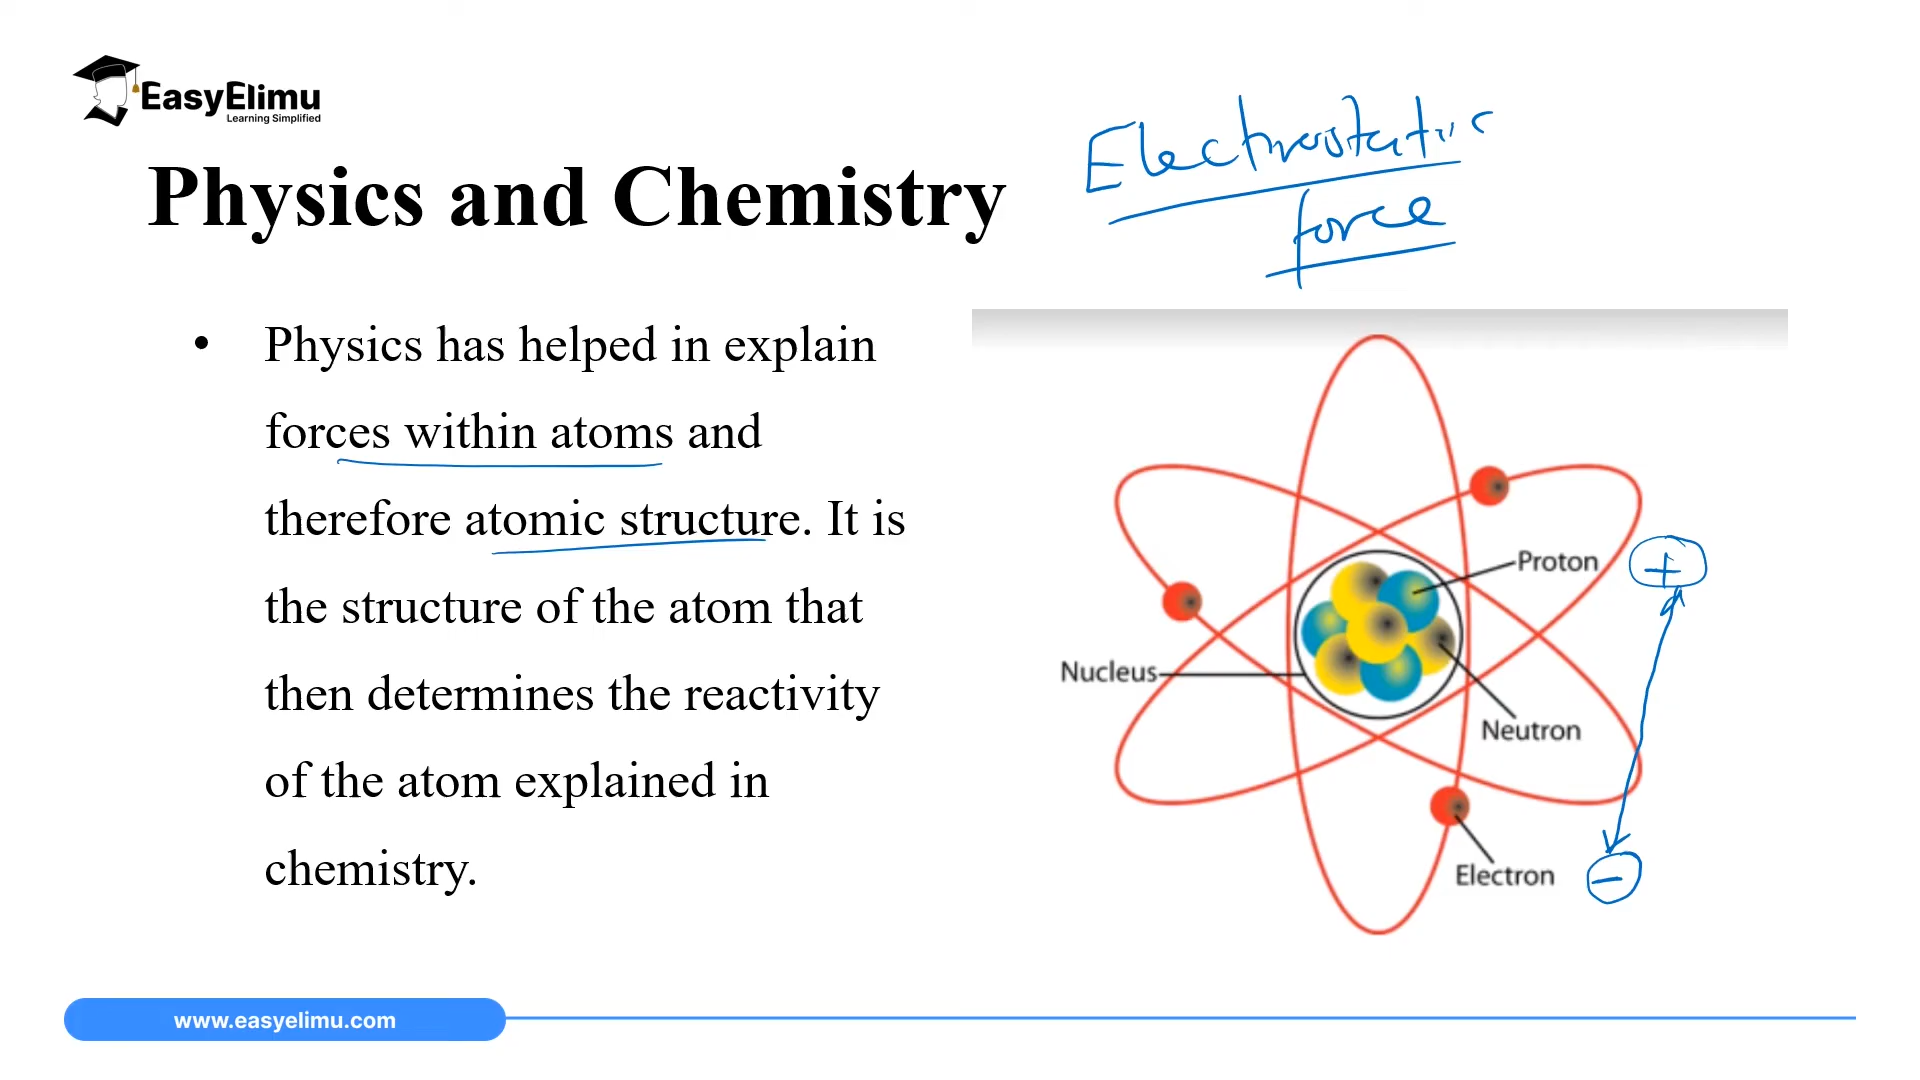 EasyElimu
Learning Simplified
Physics and Chemistry
Electrostatic
force
• Physics has helped in explain
forces within atoms and
therefore atomic structure. It is
the structure of the atom that
then determines the reactivity
of the atom explained in
chemistry.
Proton
+
Nucleus
Neutron
Electron
−
www.easyelimu.com